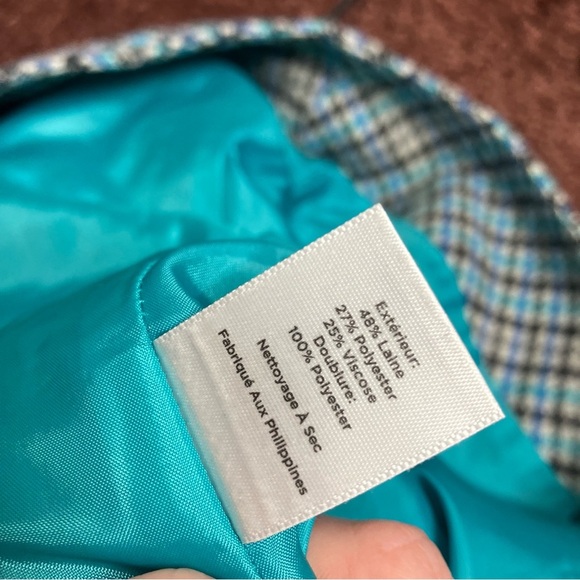 Extérieur:
48% Laine
27% Polyester
25% Viscose
Doublure:
100% Polyester
Nettoyage À Sec
Fabriqué Aux Philippines